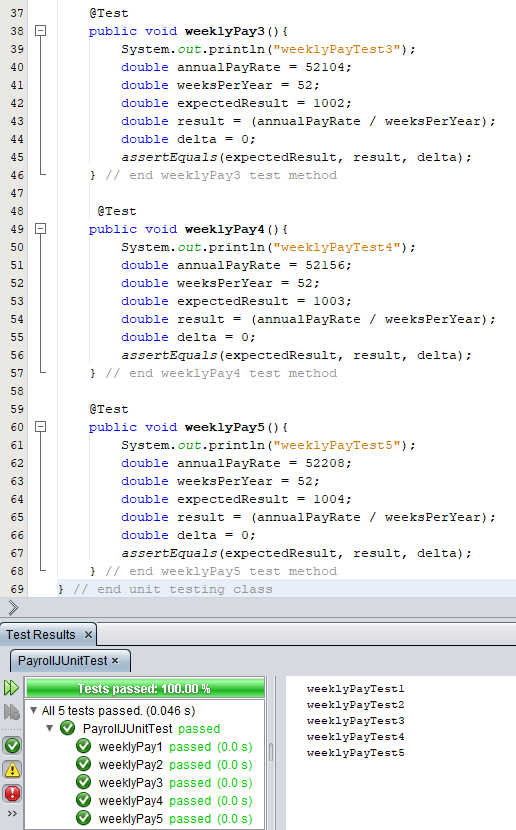 37 @Test
38 public void weeklyPay3(){
39 System.out.println("weeklyPayTest3");
40 double annualPayRate = 52104;
41 double weeksPerYear = 52;
42 double expectedResult = 1002;
43 double result = (annualPayRate / weeksPerYear);
44 double delta = 0;
45 assertEquals(expectedResult, result, delta);
46 } // end weeklyPay3 test method
47
48 @Test
49 public void weeklyPay4(){
50 System.out.println("weeklyPayTest4");
51 double annualPayRate = 52156;
52 double weeksPerYear = 52;
53 double expectedResult = 1003;
54 double result = (annualPayRate / weeksPerYear);
55 double delta = 0;
56 assertEquals(expectedResult, result, delta);
57 } // end weeklyPay4 test method
58
59 @Test
60 public void weeklyPay5(){
61 System.out.println("weeklyPayTest5");
62 double annualPayRate = 52208;
63 double weeksPerYear = 52;
64 double expectedResult = 1004;
65 double result = (annualPayRate / weeksPerYear);
66 double delta = 0;
67 assertEquals(expectedResult, result, delta);
68 } // end weeklyPay5 test method
69 } // end unit testing class
Test Results ×
PayrollJUnitTest ×
Tests passed: 100.00 %
All 5 tests passed. (0.046 s)
PayrollJUnitTest passed
weeklyPay1 passed (0.0 s)
weeklyPay2 passed (0.0 s)
weeklyPay3 passed (0.0 s)
weeklyPay4 passed (0.0 s)
weeklyPay5 passed (0.0 s)
weeklyPayTest1
weeklyPayTest2
weeklyPayTest3
weeklyPayTest4
weeklyPayTest5